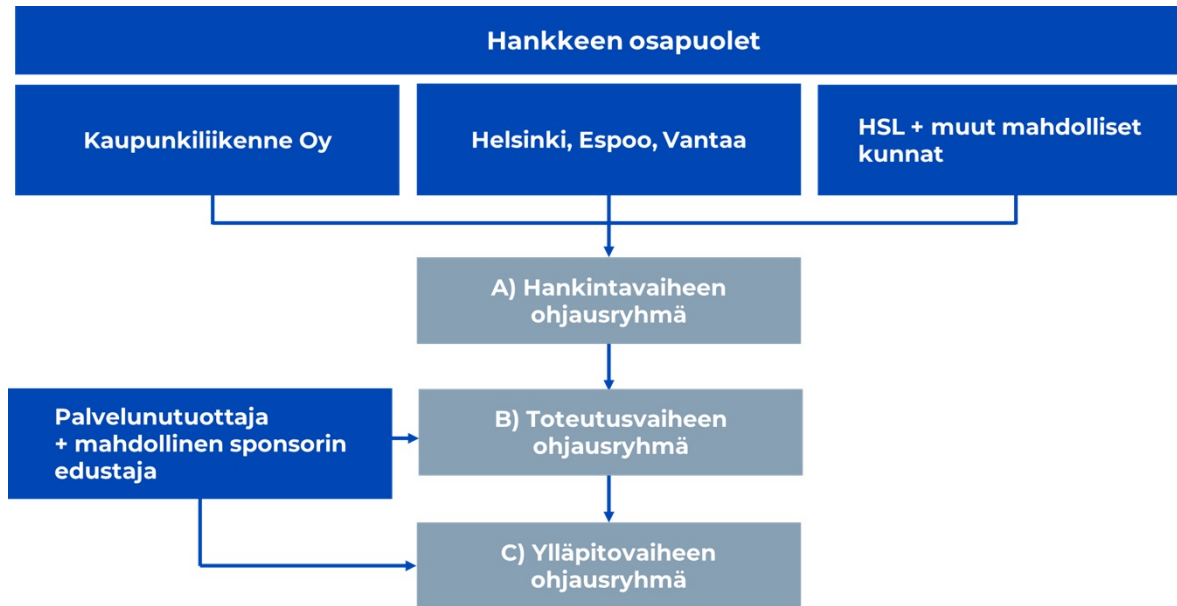 Hankkeen osapuolet
Kaupunkiliikenne Oy
Helsinki, Espoo, Vantaa
HSL + muut mahdolliset
kunnat
A) Hankintavaiheen
ohjausryhmä
Palvelunutuottaja
+ mahdollinen sponsorin
edustaja
B) Toteutusvaiheen
ohjausryhmä
C) Ylläpitovaiheen
ohjausryhmä